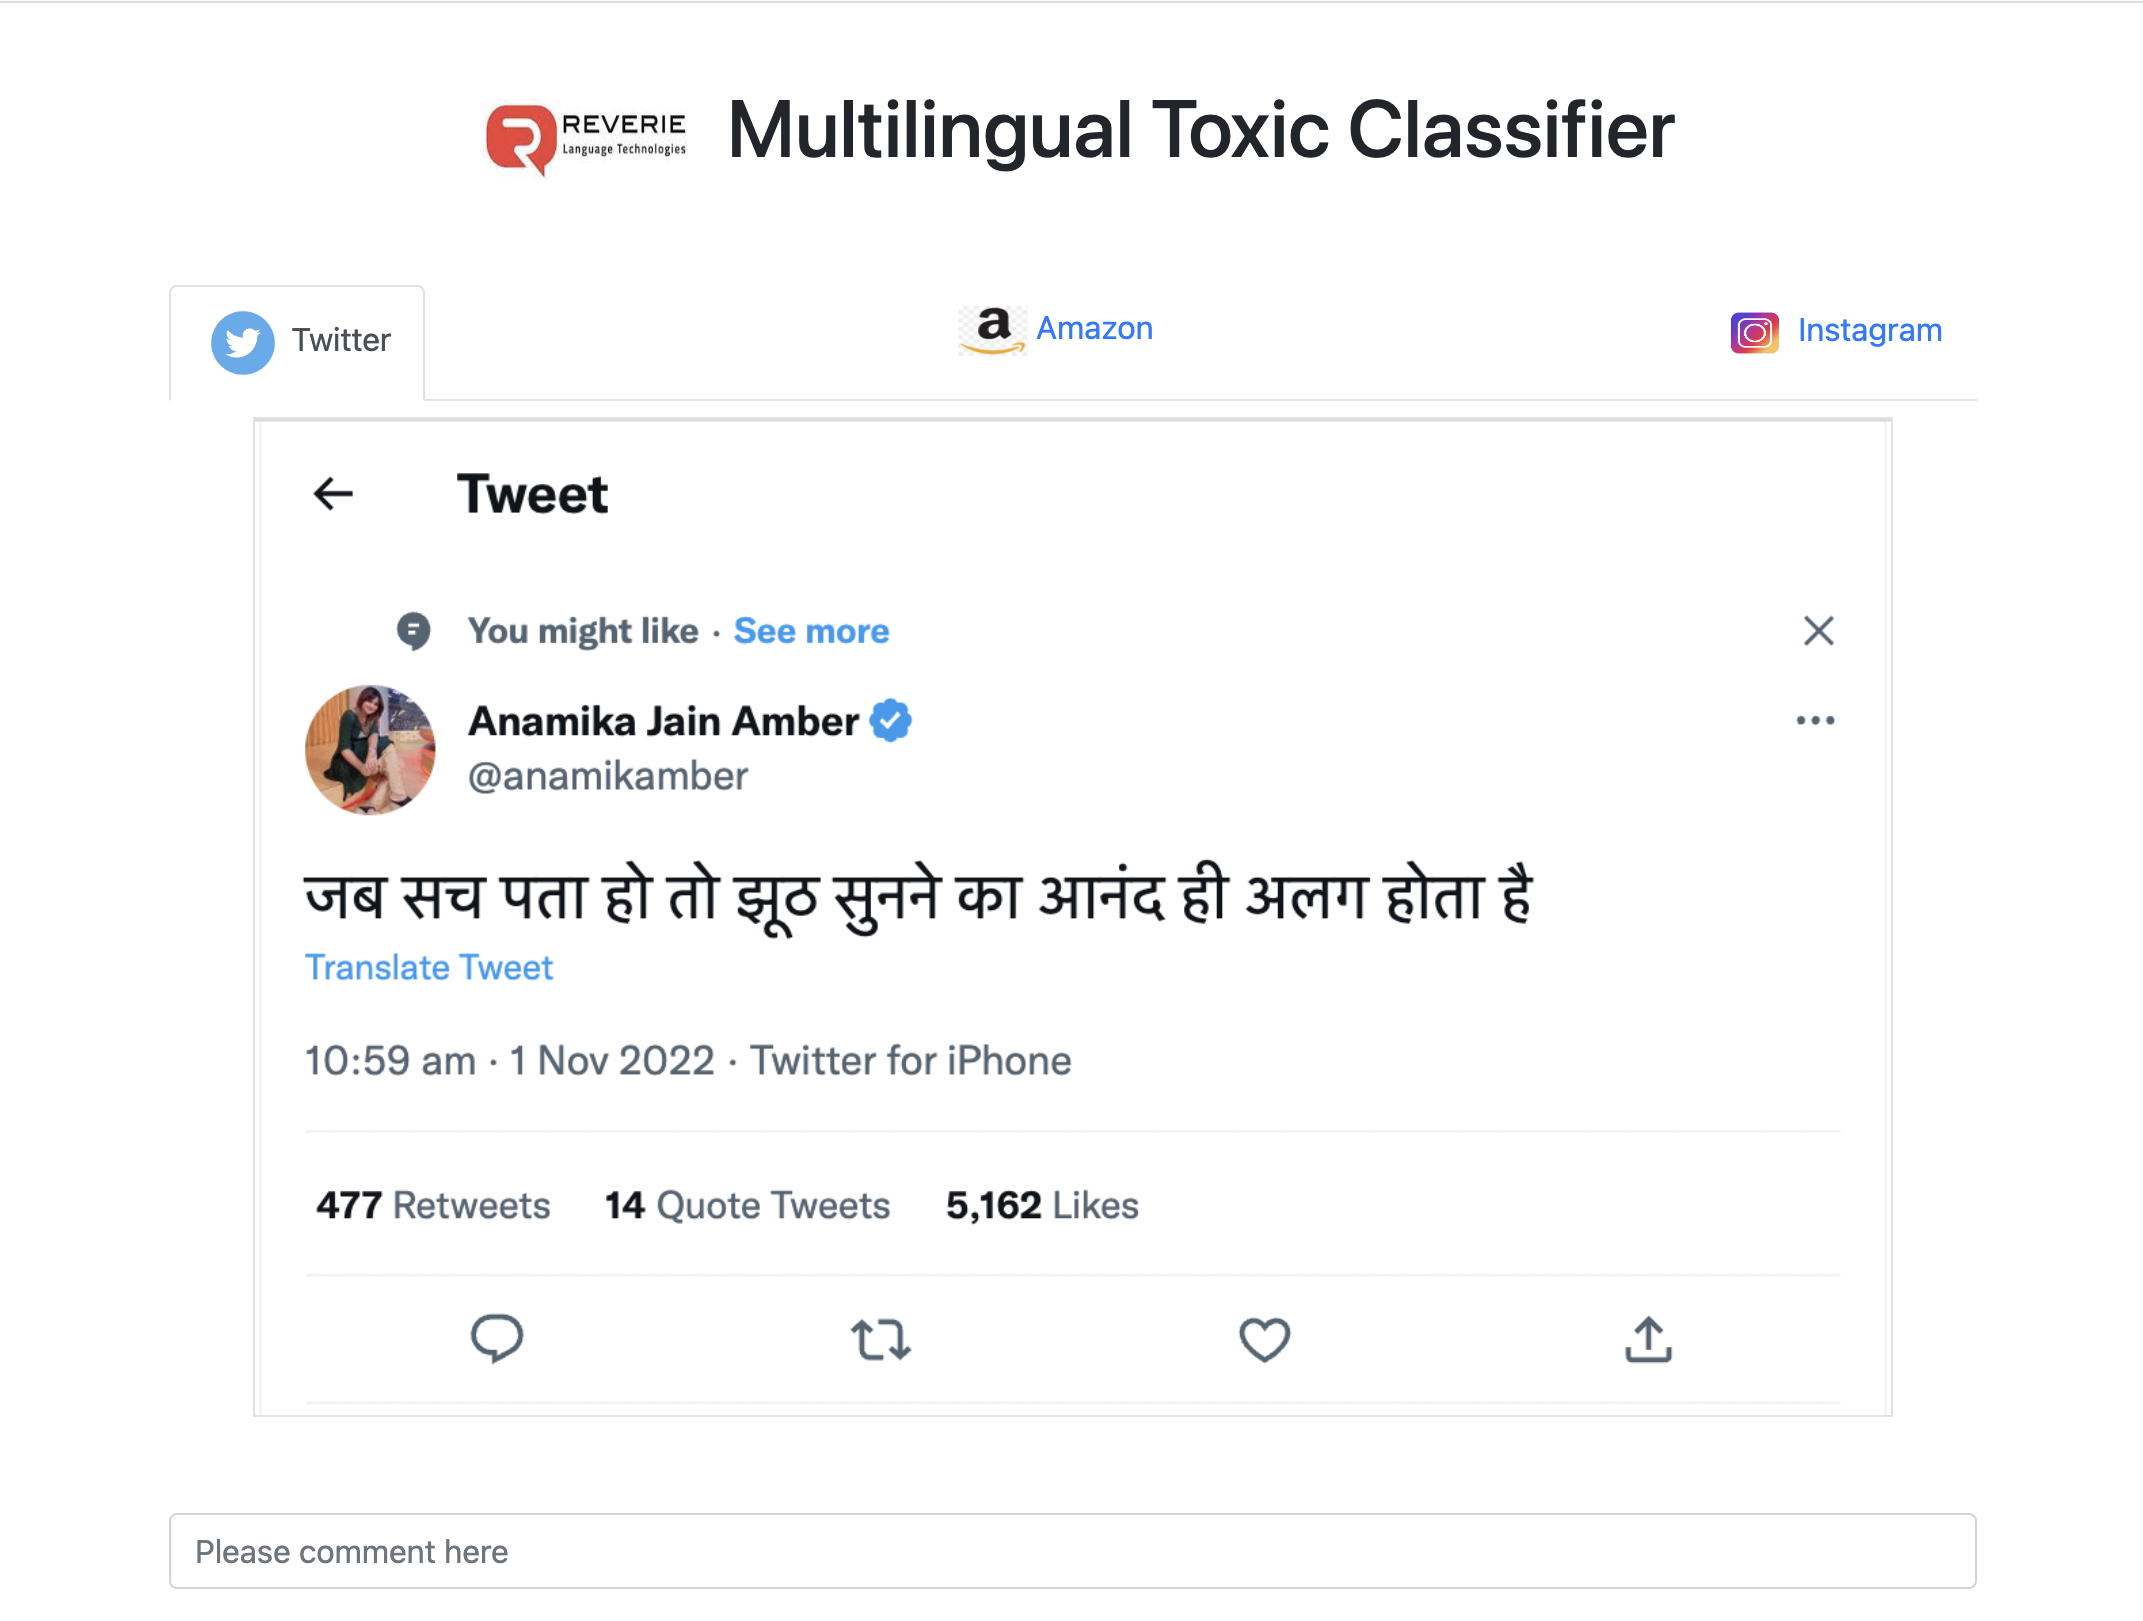 REVERIE
Language Technologies
Multilingual Toxic Classifier
Twitter
Amazon
Instagram
Tweet
You might like · See more
Anamika Jain Amber
@anamikamber
जब सच पता हो तो झूठ सुनने का आनंद ही अलग होता है
Translate Tweet
10:59 am · 1 Nov 2022 · Twitter for iPhone
477 Retweets 14 Quote Tweets 5,162 Likes
Please comment here